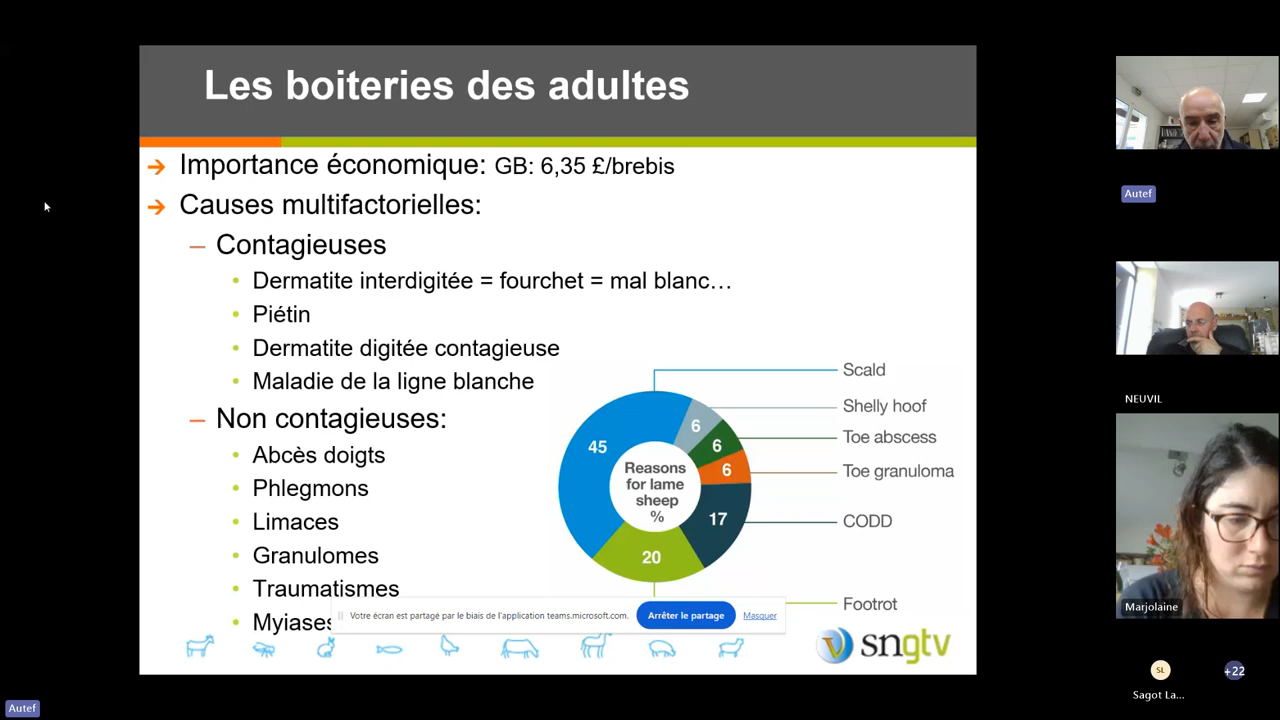 Les boiteries des adultes
→ Importance économique: GB: 6,35 £/brebis
→ Causes multifactorielles:
– Contagieuses
• Dermatite interdigitée = fourchet = mal blanc…
• Piétin
• Dermatite digitée contagieuse
• Maladie de la ligne blanche
– Non contagieuses:
• Abcès doigts
• Phlegmons
• Limaces
• Granulomes
• Traumatismes
• Myiases
Reasons
for lame
sheep
%
45
6
6
6
17
20
Scald
Shelly hoof
Toe abscess
Toe granuloma
CODD
Footrot
Votre écran est partagé par le biais de l'application teams.microsoft.com.
Arrêter le partage
Masquer
sngtv
Autef
NEUVIL
Marjolaine
SL
+22
Sagot La...
Autef